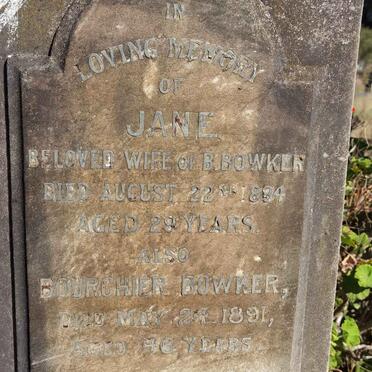 IN
LOVING MEMORY
OF
JANE
BELOVED WIFE OF B. BOWKER
DIED AUGUST 22ND 1894
AGED 29 YEARS.
ALSO
BOURCHIER BOWKER,
DIED MAY 24. 1891,
AGED 46 YEARS